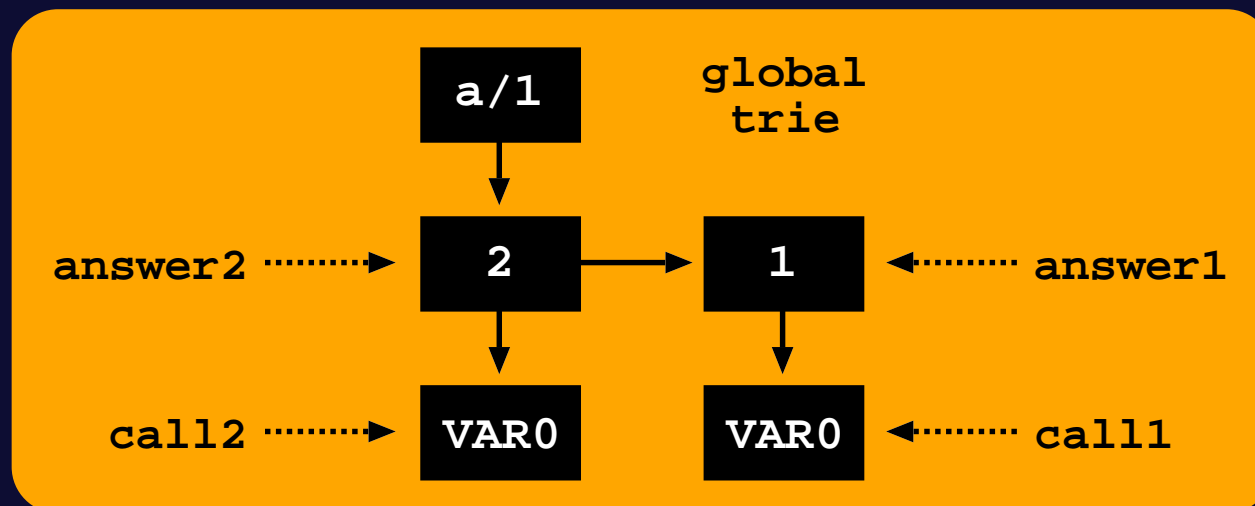 a/1
global
trie
answer2
2
1
answer1
call2
VAR0
VAR0
call1